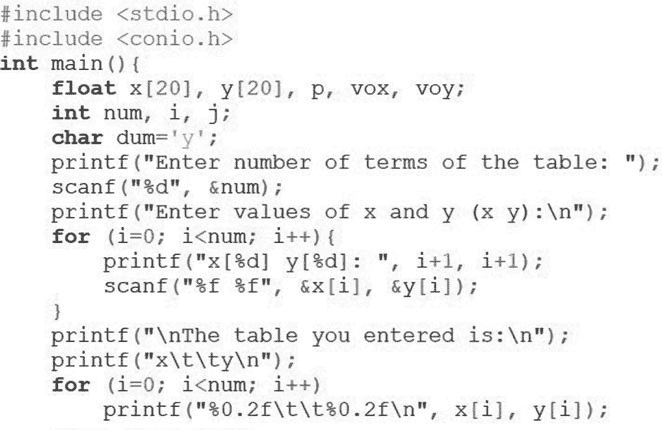 #include <stdio.h>
#include <conio.h>
int main(){
    float x[20], y[20], p, vox, voy;
    int num, i, j;
    char dum='y';
    printf("Enter number of terms of the table: ");
    scanf("%d", &num);
    printf("Enter values of x and y (x y):\n");
    for (i=0; i<num; i++){
        printf("x[%d] y[%d]: ", i+1, i+1);
        scanf("%f %f", &x[i], &y[i]);
    }
    printf("\nThe table you entered is:\n");
    printf("x\t\ty\n");
    for (i=0; i<num; i++)
        printf("%0.2f\t\t%0.2f\n", x[i], y[i]);